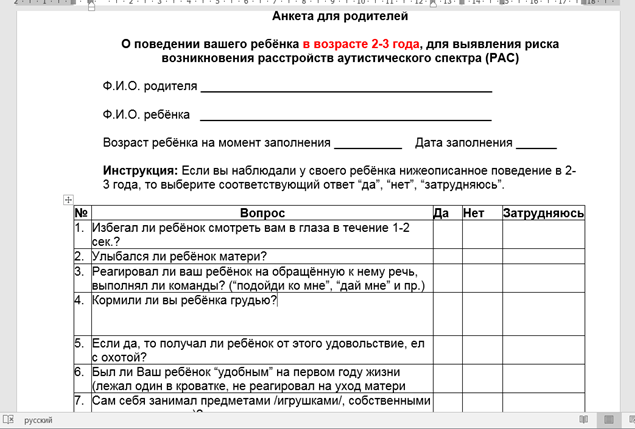 Анкета для родителей
О поведении вашего ребёнка в возрасте 2-3 года, для выявления риска
возникновения расстройств аутистического спектра (РАС)
Ф.И.О. родителя
Ф.И.О. ребёнка
Возраст ребёнка на момент заполнения Дата заполнения
Инструкция: Если вы наблюдали у своего ребёнка нижеописанное поведение в 2-
3 года, то выберите соответствующий ответ “да”, “нет”, “затрудняюсь”.
№ Вопрос Да Нет Затрудняюсь
1. Избегал ли ребёнок смотреть вам в глаза в течение 1-2
сек.?
2. Улыбался ли ребёнок матери?
3. Реагировал ли ваш ребёнок на обращённую к нему речь,
выполнял ли команды? (“подойди ко мне”, “дай мне” и пр.)
4. Кормили ли вы ребёнка грудью?
5. Если да, то получал ли ребёнок от этого удовольствие, ел
с охотой?
6. Был ли Ваш ребёнок “удобным” на первом году жизни
(лежал один в кроватке, не реагировал на уход матери
7. Сам себя занимал предметами /игрушками/, собственными
русский